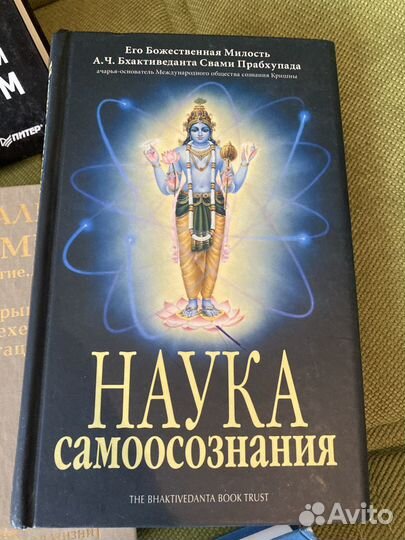 Его Божественная Милость
А.Ч. Бхактиведанта Свами Прабхупада
ачарья-основатель Международного общества сознания Кришны
НАУКА
самоосознания
THE BHAKTIVEDANTA BOOK TRUST
ПИТЕР
Avito